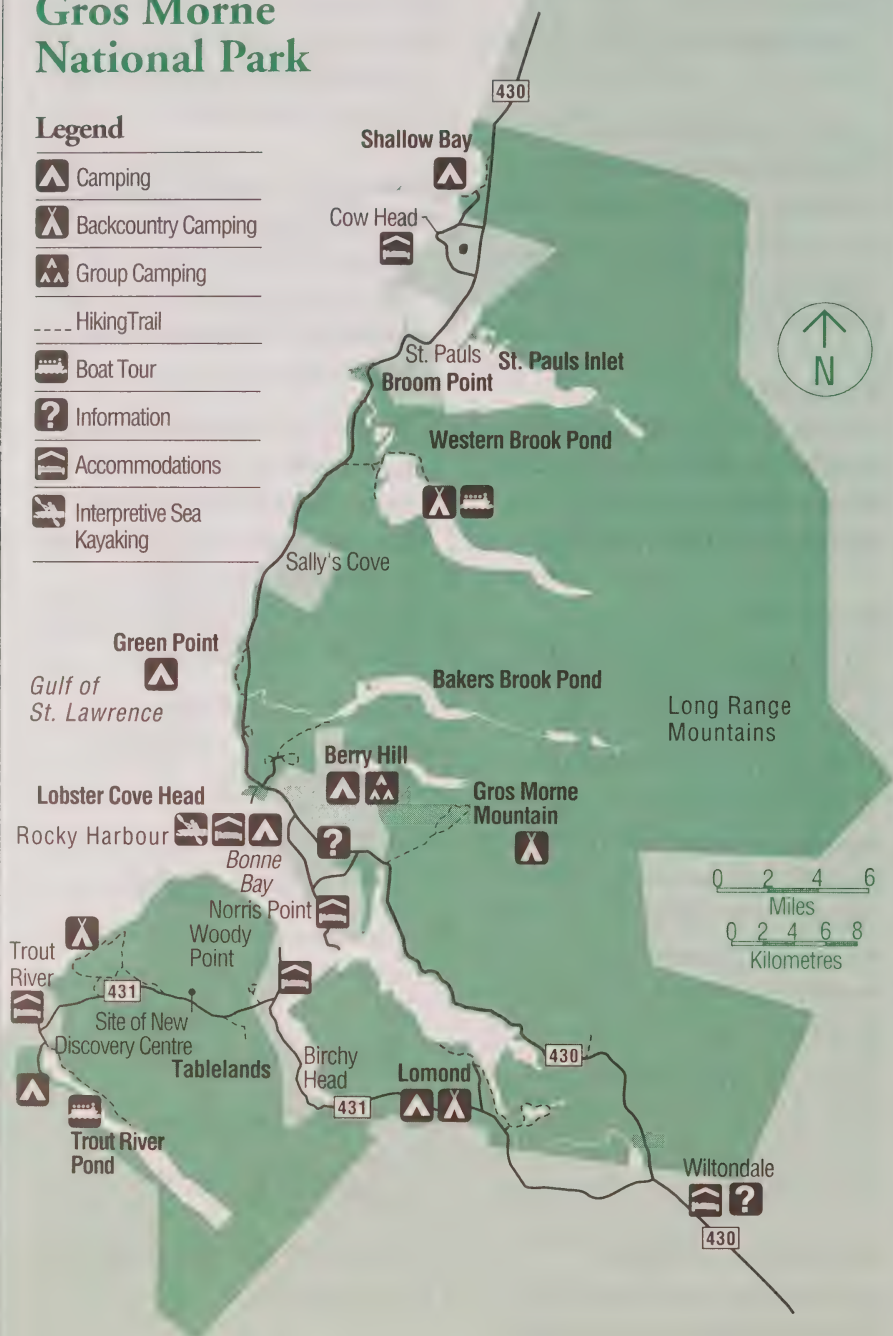 Gros Morne
National Park
Legend
Camping
Backcountry Camping
Group Camping
HikingTrail
Boat Tour
?
Information
Accommodations
Interpretive Sea
Kayaking
430
Shallow Bay
Cow Head
St. Pauls
St. Pauls Inlet
Broom Point
N
Western Brook Pond
Sally's Cove
Green Point
Gulf of
St. Lawrence
Bakers Brook Pond
Long Range
Mountains
Berry Hill
Lobster Cove Head
Gros Morne
Mountain
Rocky Harbour
?
Bonne
Bay
0 2 4 6
Miles
0 2 4 6 8
Kilometres
Norris Point
Woody
Point
Trout
River
431
Site of New
Discovery Centre
Tablelands
Birchy
Head
Lomond
430
431
Trout River
Pond
Wiltondale
?
430